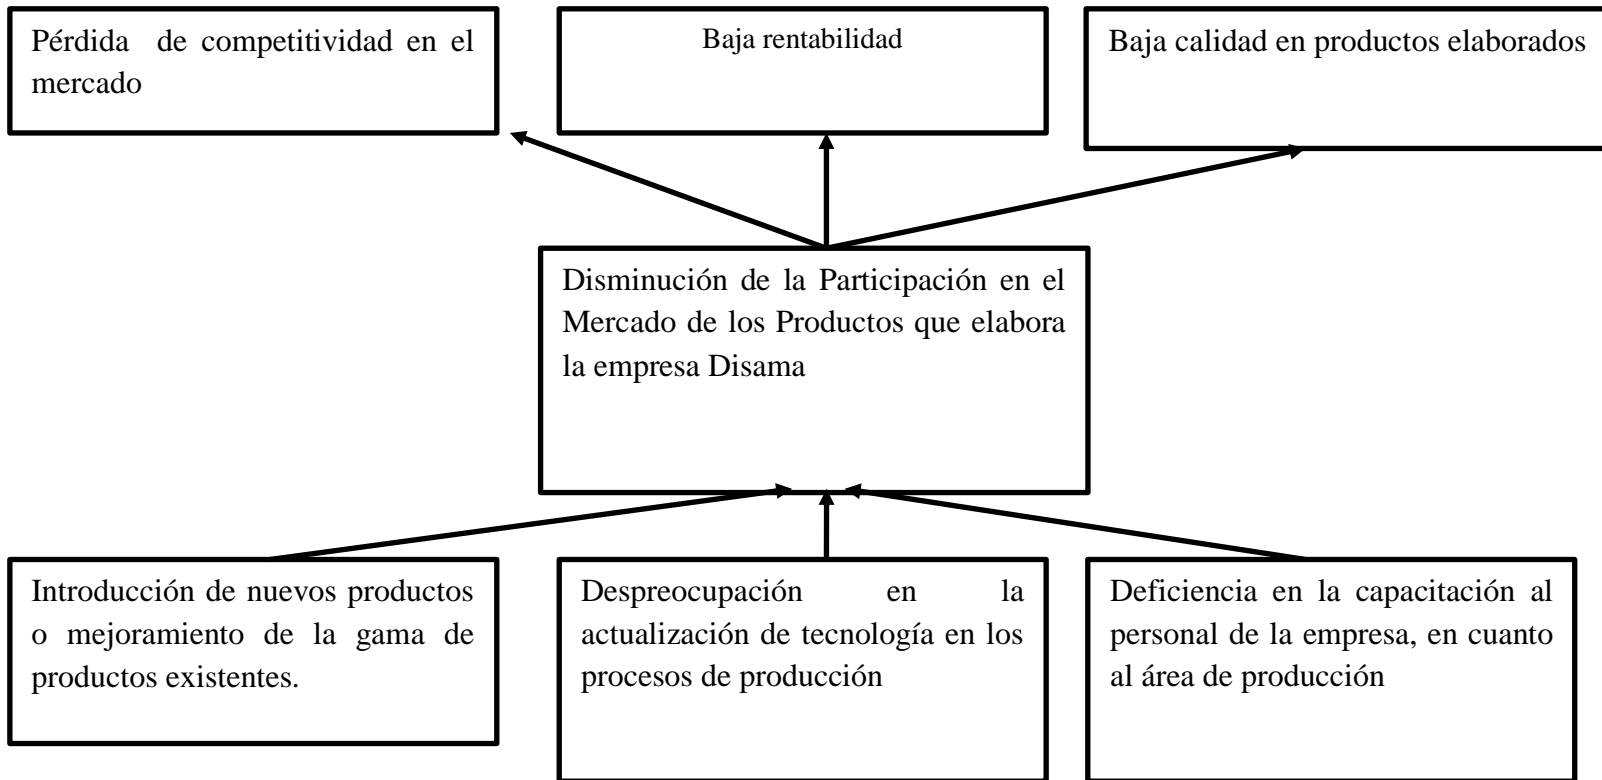 Pérdida de competitividad en el
mercado
Baja rentabilidad
Baja calidad en productos elaborados
Disminución de la Participación en el
Mercado de los Productos que elabora
la empresa Disama
Introducción de nuevos productos
o mejoramiento de la gama de
productos existentes.
Despreocupación en la
actualización de tecnología en los
procesos de producción
Deficiencia en la capacitación al
personal de la empresa, en cuanto
al área de producción